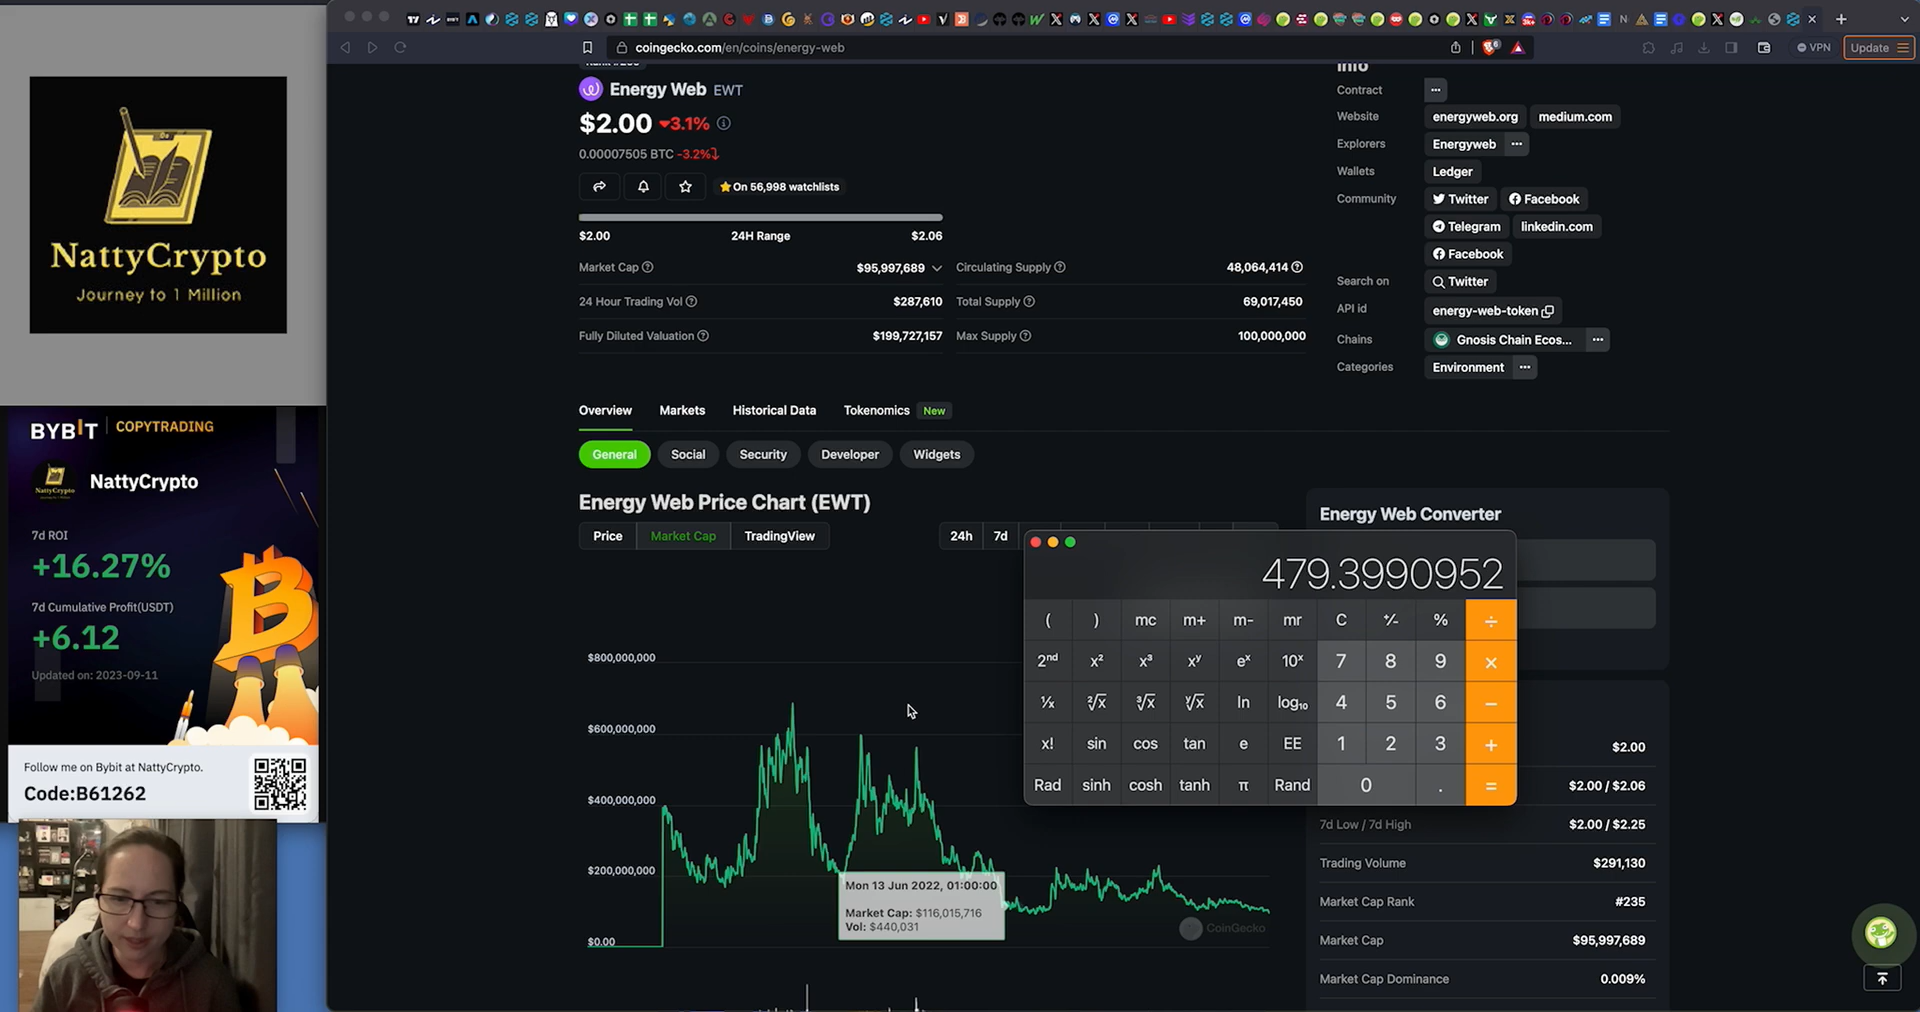 NattyCrypto
Journey to 1 Million
BYBIT COPYTRADING
NattyCrypto
NattyCrypto
7d ROI
+16.27%
7d Cumulative Profit(USDT)
+6.12
Updated on: 2023-09-11
Follow me on Bybit at NattyCrypto.
Code:B61262
coingecko.com/en/coins/energy-web
VPN
Update
Energy Web EWT
$2.00 3.1%
0.00007505 BTC -3.2%
On 56,998 watchlists
$2.00 24H Range $2.06
Market Cap $95,997,689
24 Hour Trading Vol $287,610
Fully Diluted Valuation $199,727,157
Circulating Supply 48,064,414
Total Supply 69,017,450
Max Supply 100,000,000
Info
Contract
Website energyweb.org medium.com
Explorers Energyweb
Wallets Ledger
Community Twitter Facebook
Telegram linkedin.com
Facebook
Search on Twitter
API id energy-web-token
Chains Gnosis Chain Ecos...
Categories Environment
Overview Markets Historical Data Tokenomics New
General Social Security Developer Widgets
Energy Web Price Chart (EWT)
Price Market Cap TradingView 24h 7d
$800,000,000
$600,000,000
$400,000,000
$200,000,000
$0.00
Mon 13 Jun 2022, 01:00:00
Market Cap: $116,015,716
Vol: $440,031
CoinGecko
479.3990952
( ) mc m+ m- mr C +⁄- % ÷
2nd x² x³ xʸ eˣ 10ˣ 7 8 9 ×
¹⁄x ²√x ³√x ʸ√x ln log₁₀ 4 5 6 −
x! sin cos tan e EE 1 2 3 +
Rad sinh cosh tanh π Rand 0 . =
Energy Web Converter
$2.00
$2.00 / $2.06
7d Low / 7d High $2.00 / $2.25
Trading Volume $291,130
Market Cap Rank #235
Market Cap $95,997,689
Market Cap Dominance 0.009%